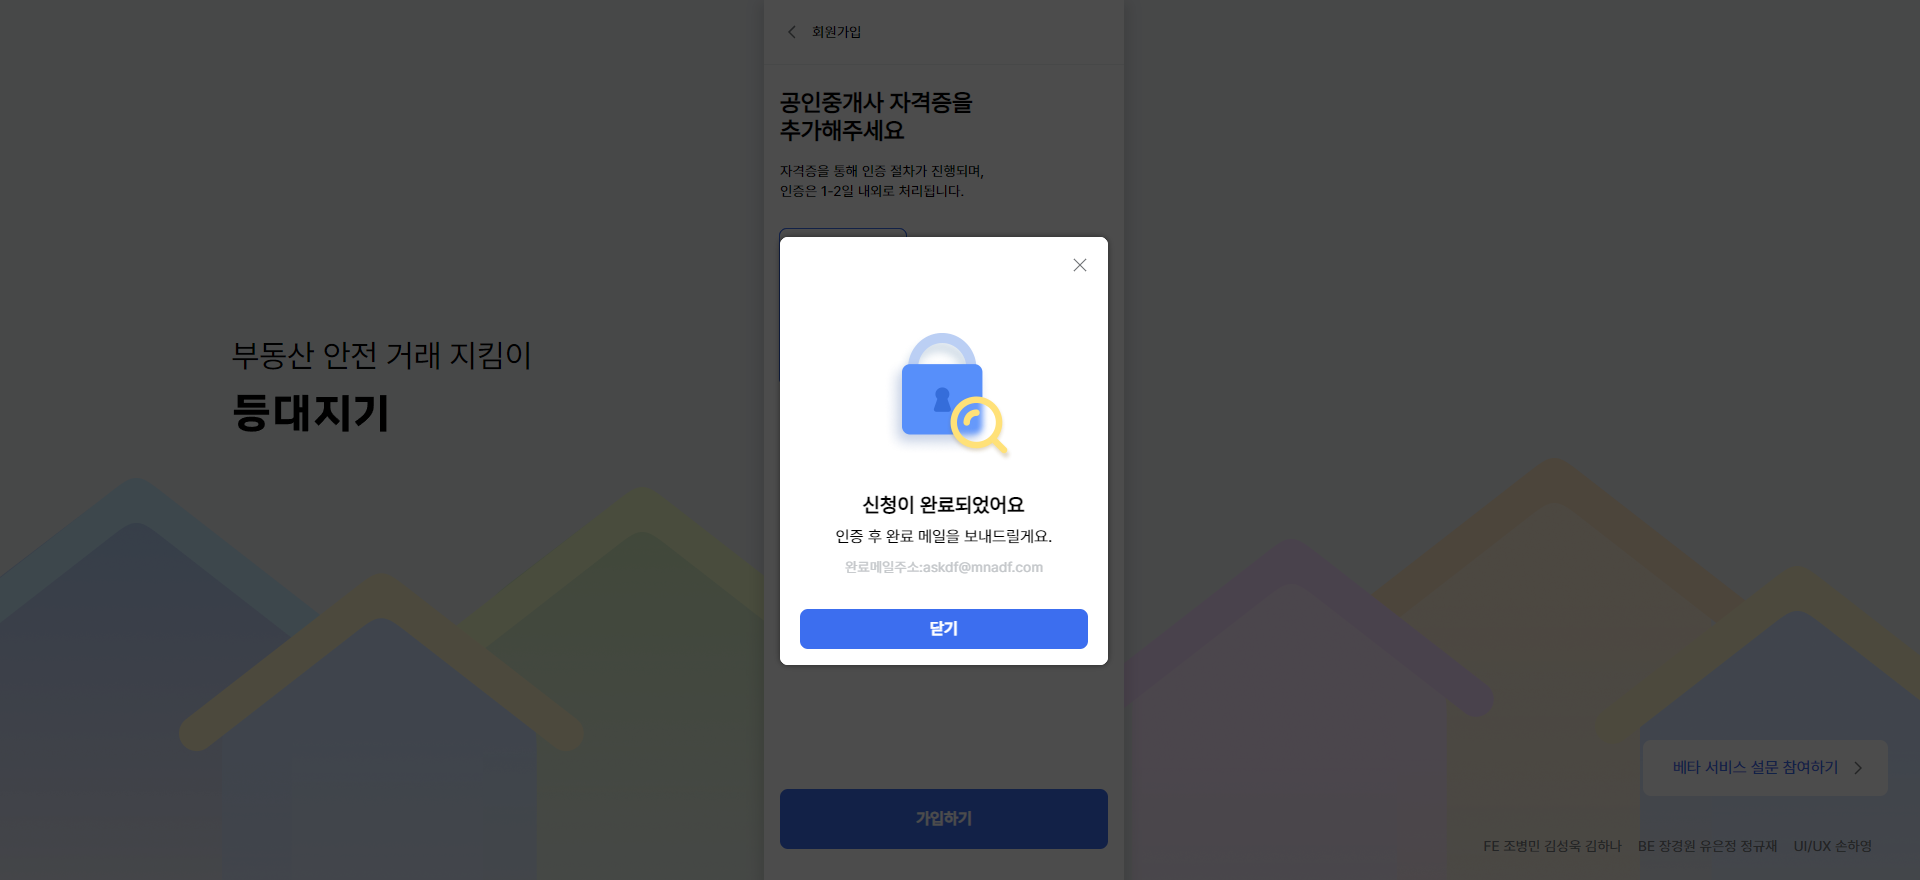 회원가입
공인중개사 자격증을
추가해주세요
자격증을 통해 인증 절차가 진행되며,
인증은 1-2일 내외로 처리됩니다.
부동산 안전 거래 지킴이
등대지기
신청이 완료되었어요
인증 후 완료 메일을 보내드릴게요.
완료메일주소:askdf@mnadf.com
닫기
가입하기
베타 서비스 설문 참여하기
FE 조병민 김성옥 김하나 BE 장경원 유은정 정규재 UI/UX 손하영